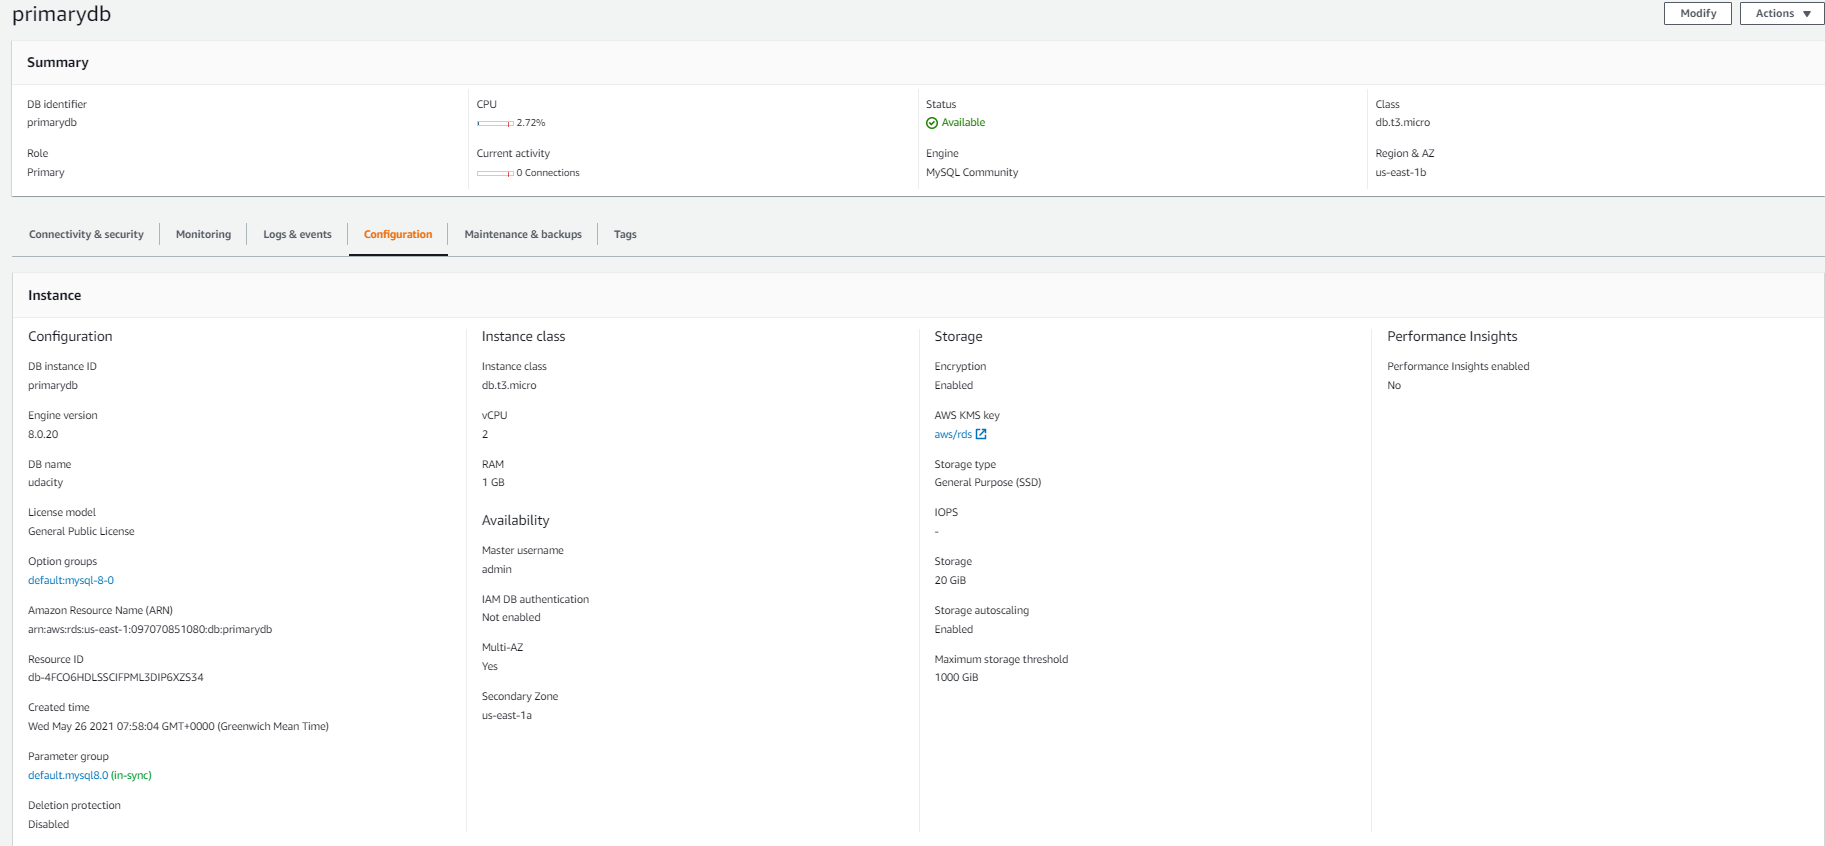 primarydb
Modify
Actions
Summary
DB identifier
primarydb
CPU
2.72%
Status
Available
Class
db.t3.micro
Role
Primary
Current activity
0 Connections
Engine
MySQL Community
Region & AZ
us-east-1b
Connectivity & security
Monitoring
Logs & events
Configuration
Maintenance & backups
Tags
Instance
Configuration
DB instance ID
primarydb
Engine version
8.0.20
DB name
udacity
License model
General Public License
Option groups
default:mysql-8-0
Amazon Resource Name (ARN)
arn:aws:rds:us-east-1:097070851080:db:primarydb
Resource ID
db-4FCO6HDLSSCIFPML3DIP6XZS34
Created time
Wed May 26 2021 07:58:04 GMT+0000 (Greenwich Mean Time)
Parameter group
default.mysql8.0 (in-sync)
Deletion protection
Disabled
Instance class
Instance class
db.t3.micro
vCPU
2
RAM
1 GB
Availability
Master username
admin
IAM DB authentication
Not enabled
Multi-AZ
Yes
Secondary Zone
us-east-1a
Storage
Encryption
Enabled
AWS KMS key
aws/rds
Storage type
General Purpose (SSD)
IOPS
-
Storage
20 GiB
Storage autoscaling
Enabled
Maximum storage threshold
1000 GiB
Performance Insights
Performance Insights enabled
No